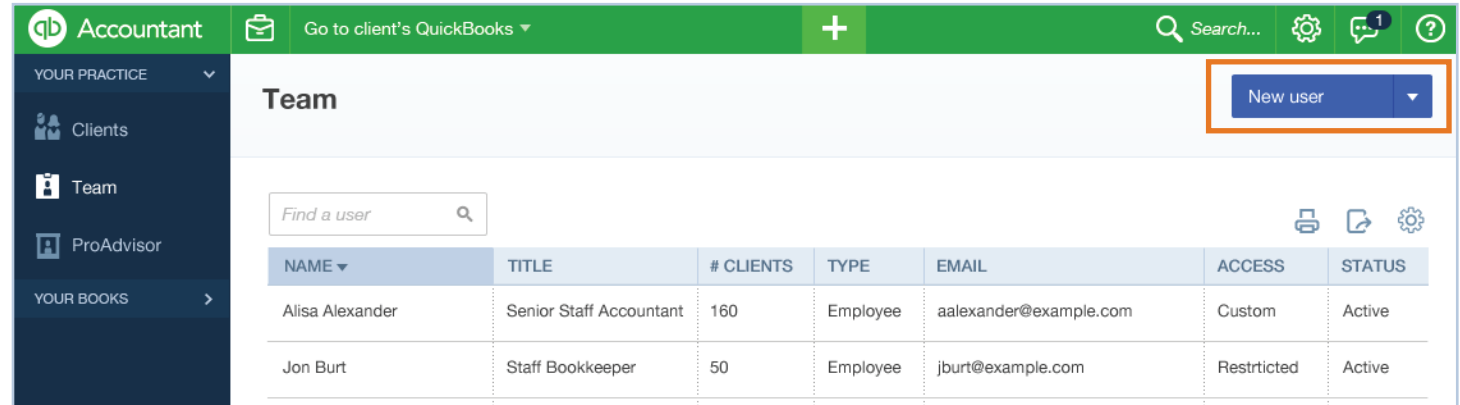 qb Accountant Go to client's QuickBooks Search... 1 ?
YOUR PRACTICE
Team New user
Clients
Team
Find a user
ProAdvisor
NAME TITLE # CLIENTS TYPE EMAIL ACCESS STATUS
YOUR BOOKS
Alisa Alexander Senior Staff Accountant 160 Employee aalexander@example.com Custom Active
Jon Burt Staff Bookkeeper 50 Employee jburt@example.com Restrticted Active